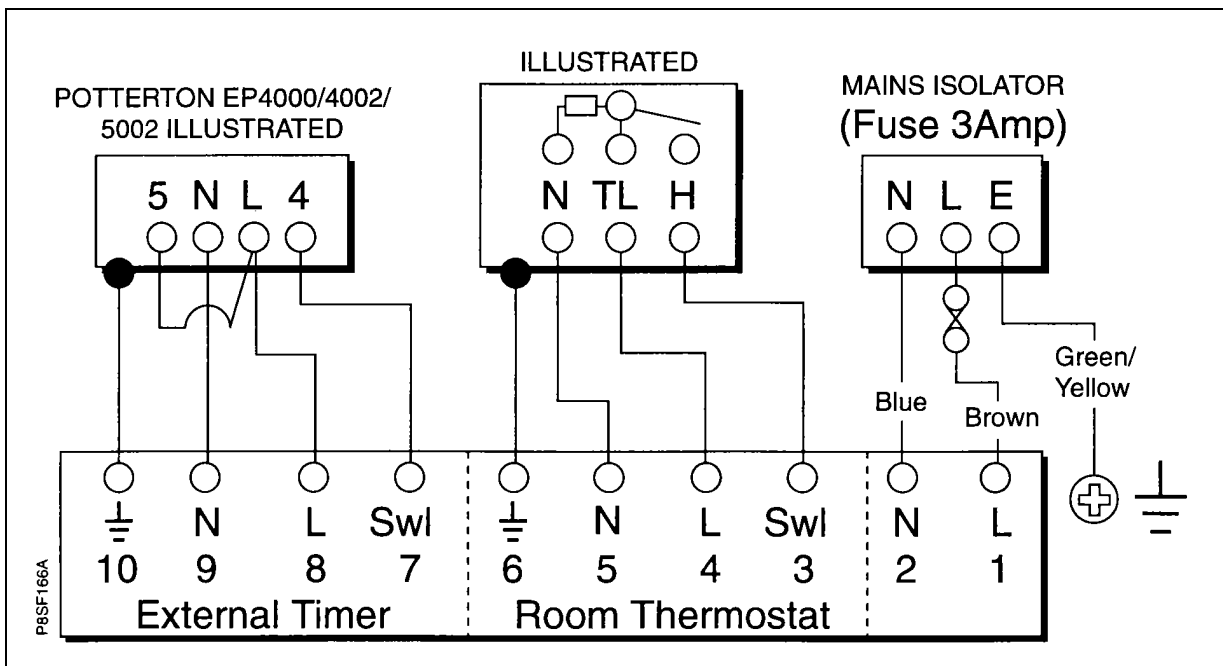 POTTERTON EP4000/4002/
5002 ILLUSTRATED
5 N L 4
ILLUSTRATED
N TL H
MAINS ISOLATOR
(Fuse 3Amp)
N L E
Blue
Brown
Green/
Yellow
N L Swl
10 9 8 7
External Timer
N L Swl
6 5 4 3
Room Thermostat
N L
2 1
P8SF166A